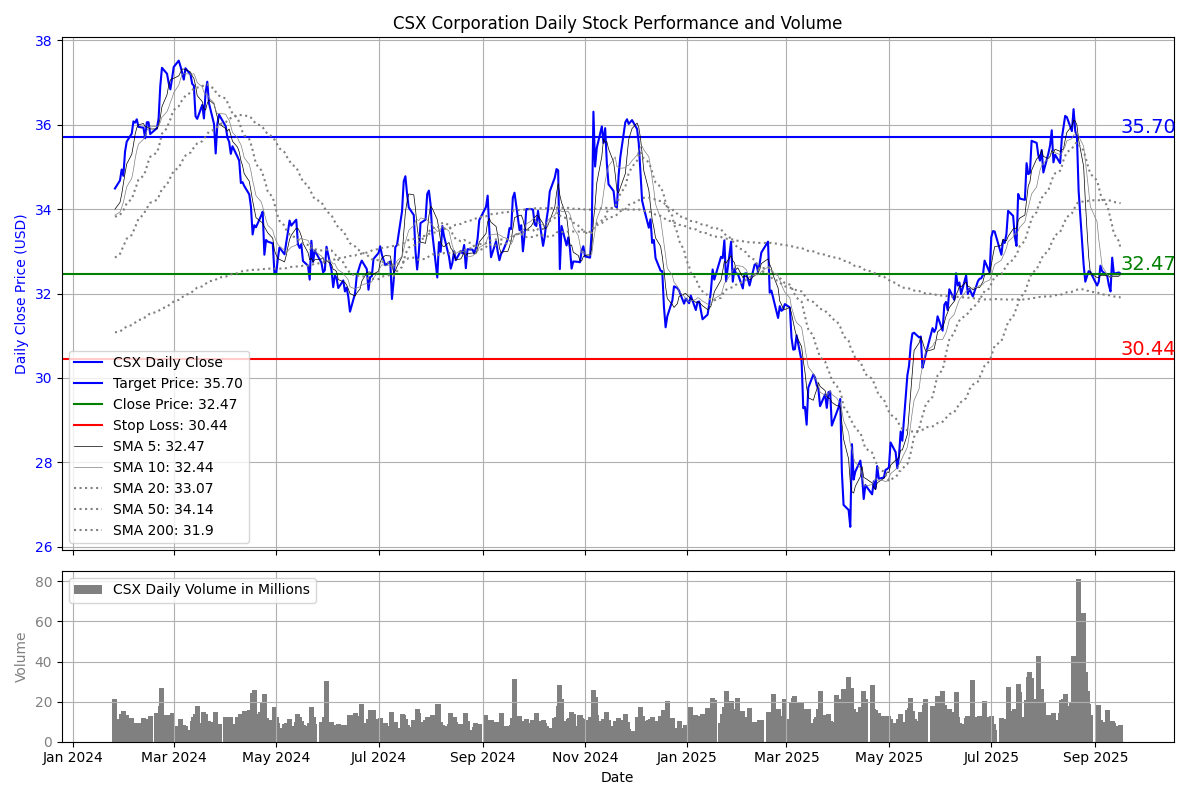 CSX Corporation Daily Stock Performance and Volume
38
36
34
32
30
28
26
Daily Close Price (USD)
35.70
32.47
30.44
CSX Daily Close
Target Price: 35.70
Close Price: 32.47
Stop Loss: 30.44
SMA 5: 32.47
SMA 10: 32.44
SMA 20: 33.07
SMA 50: 34.14
SMA 200: 31.9
80
60
40
20
0
Volume
CSX Daily Volume in Millions
Jan 2024 Mar 2024 May 2024 Jul 2024 Sep 2024 Nov 2024 Jan 2025 Mar 2025 May 2025 Jul 2025 Sep 2025
Date